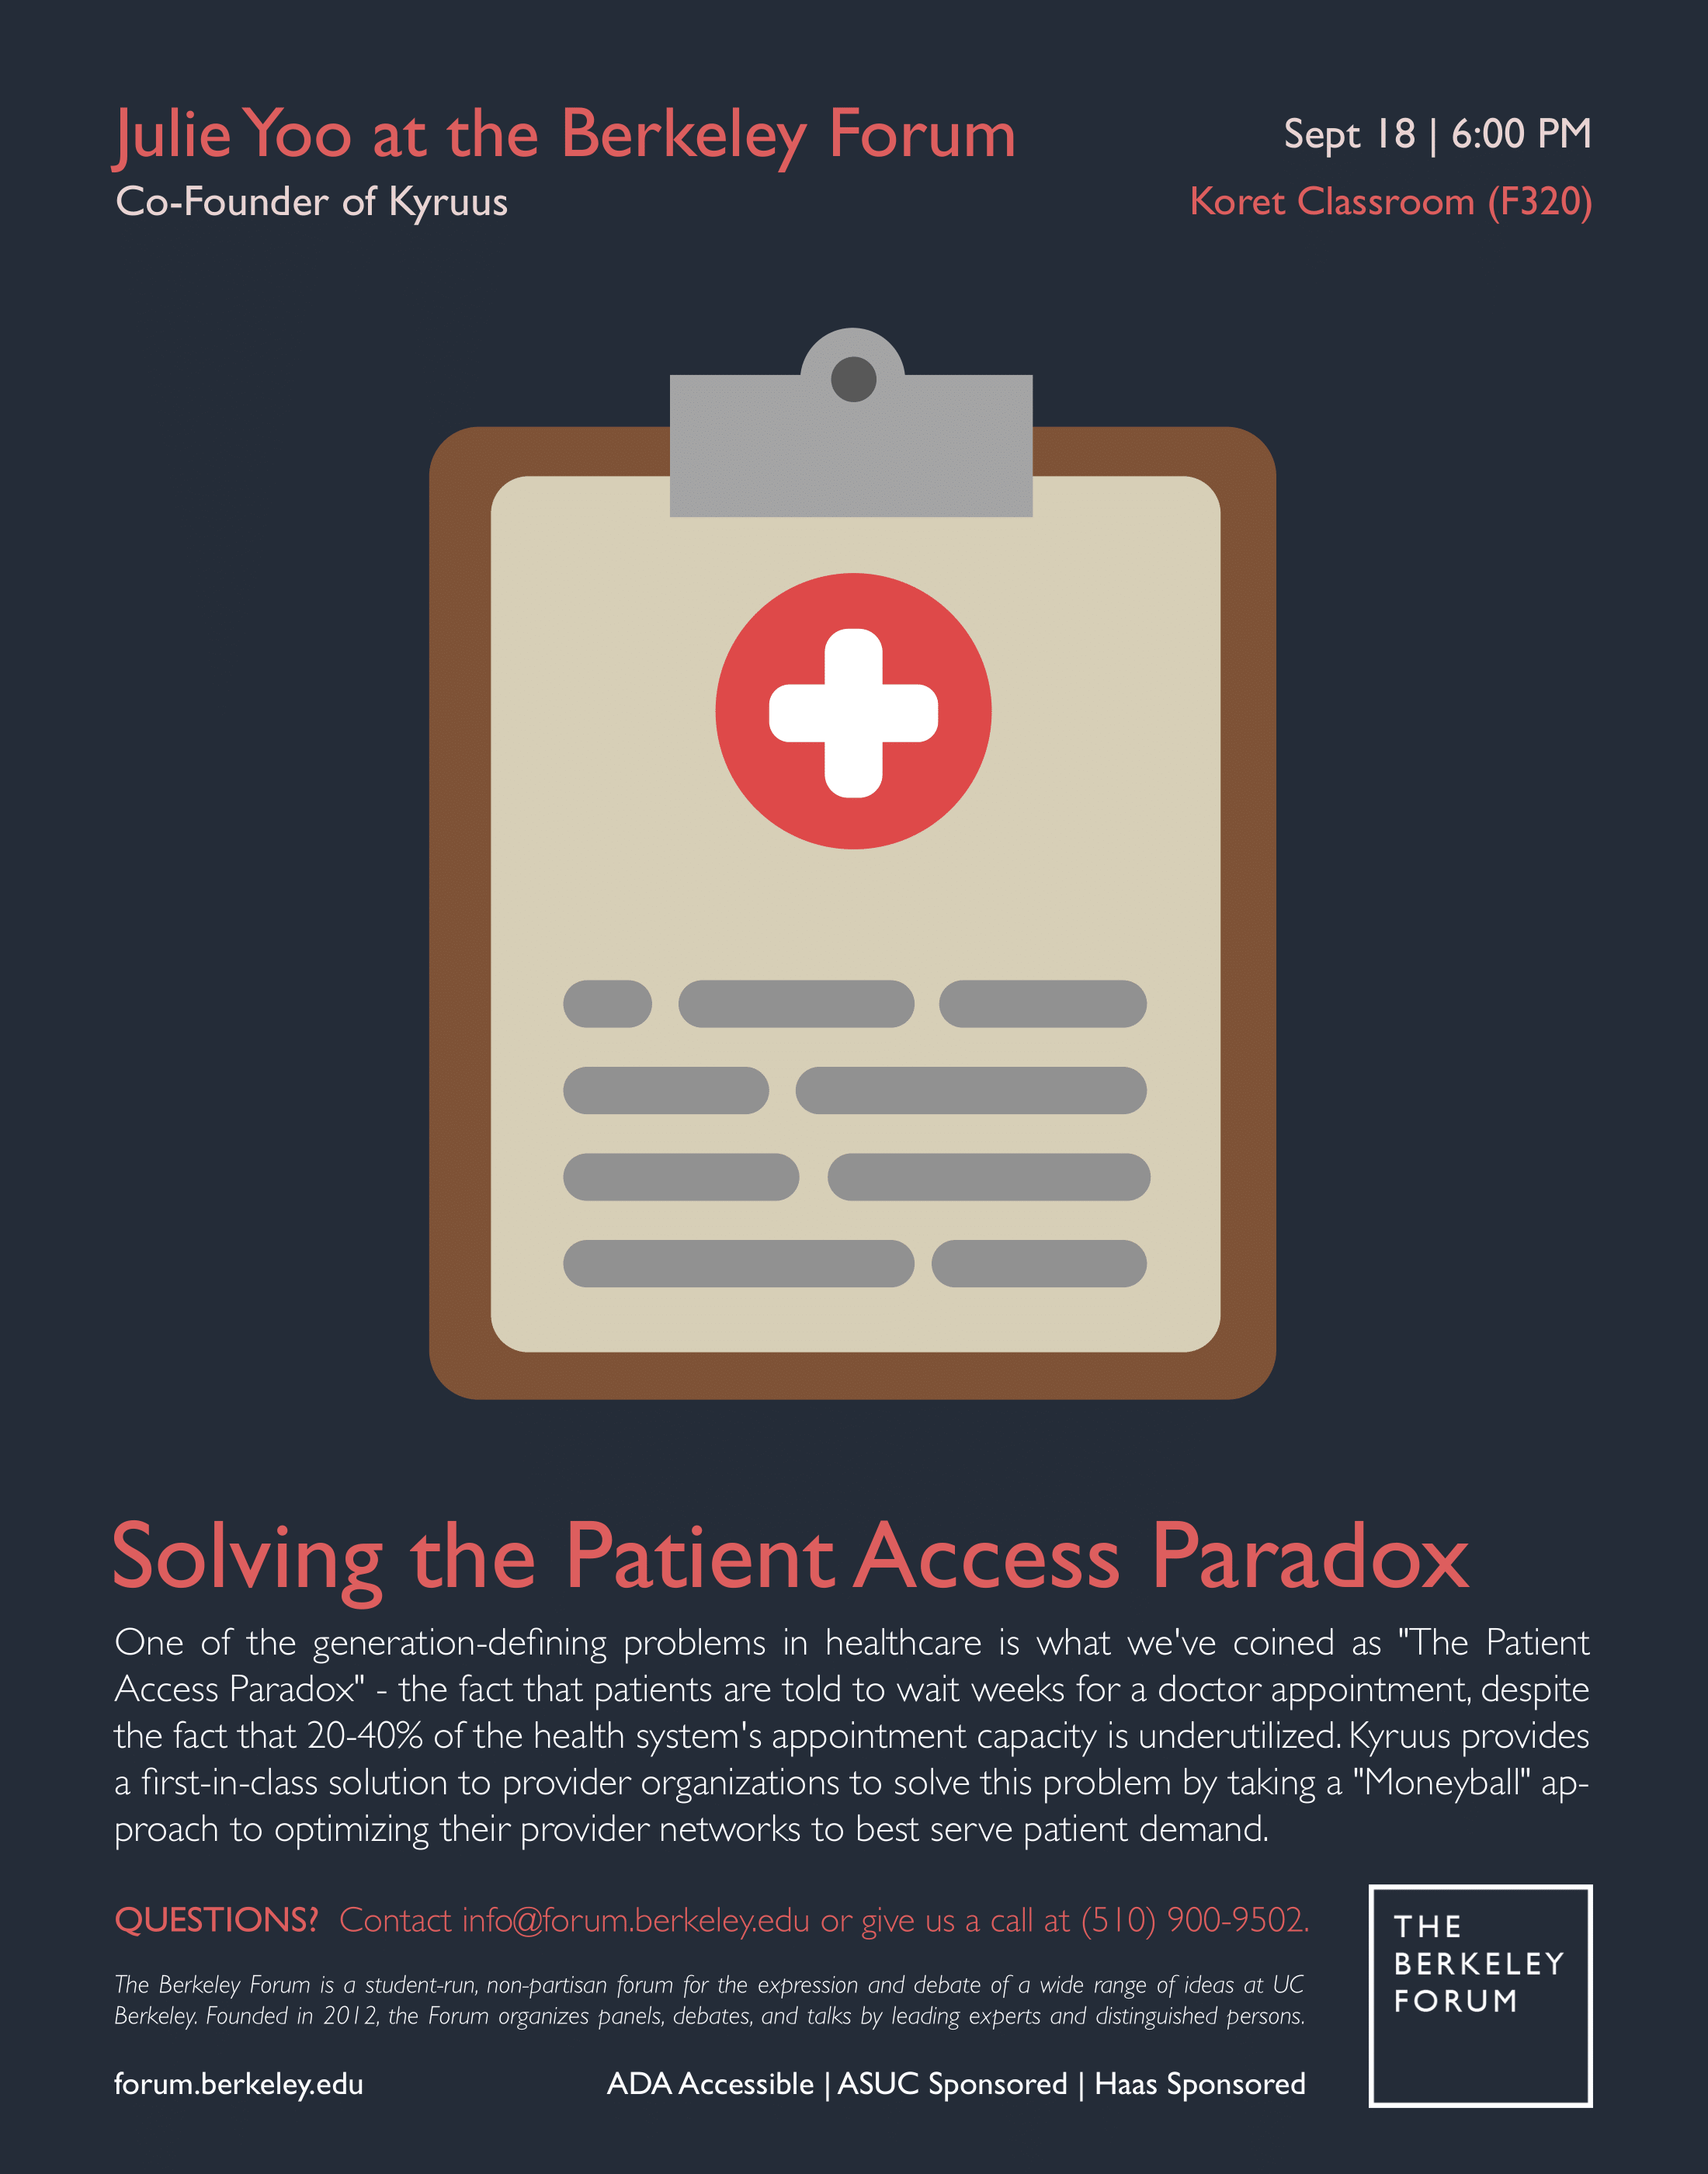 Julie Yoo at the Berkeley Forum
Co-Founder of Kyruus
Sept 18 | 6:00 PM
Koret Classroom (F320)
Solving the Patient Access Paradox
One of the generation-defining problems in healthcare is what we've coined as "The Patient
Access Paradox" - the fact that patients are told to wait weeks for a doctor appointment, despite
the fact that 20-40% of the health system's appointment capacity is underutilized. Kyruus provides
a first-in-class solution to provider organizations to solve this problem by taking a "Moneyball" ap-
proach to optimizing their provider networks to best serve patient demand.
QUESTIONS? Contact info@forum.berkeley.edu or give us a call at (510) 900-9502.
The Berkeley Forum is a student-run, non-partisan forum for the expression and debate of a wide range of ideas at UC
Berkeley. Founded in 2012, the Forum organizes panels, debates, and talks by leading experts and distinguished persons.
forum.berkeley.edu
ADA Accessible | ASUC Sponsored | Haas Sponsored
THE
BERKELEY
FORUM